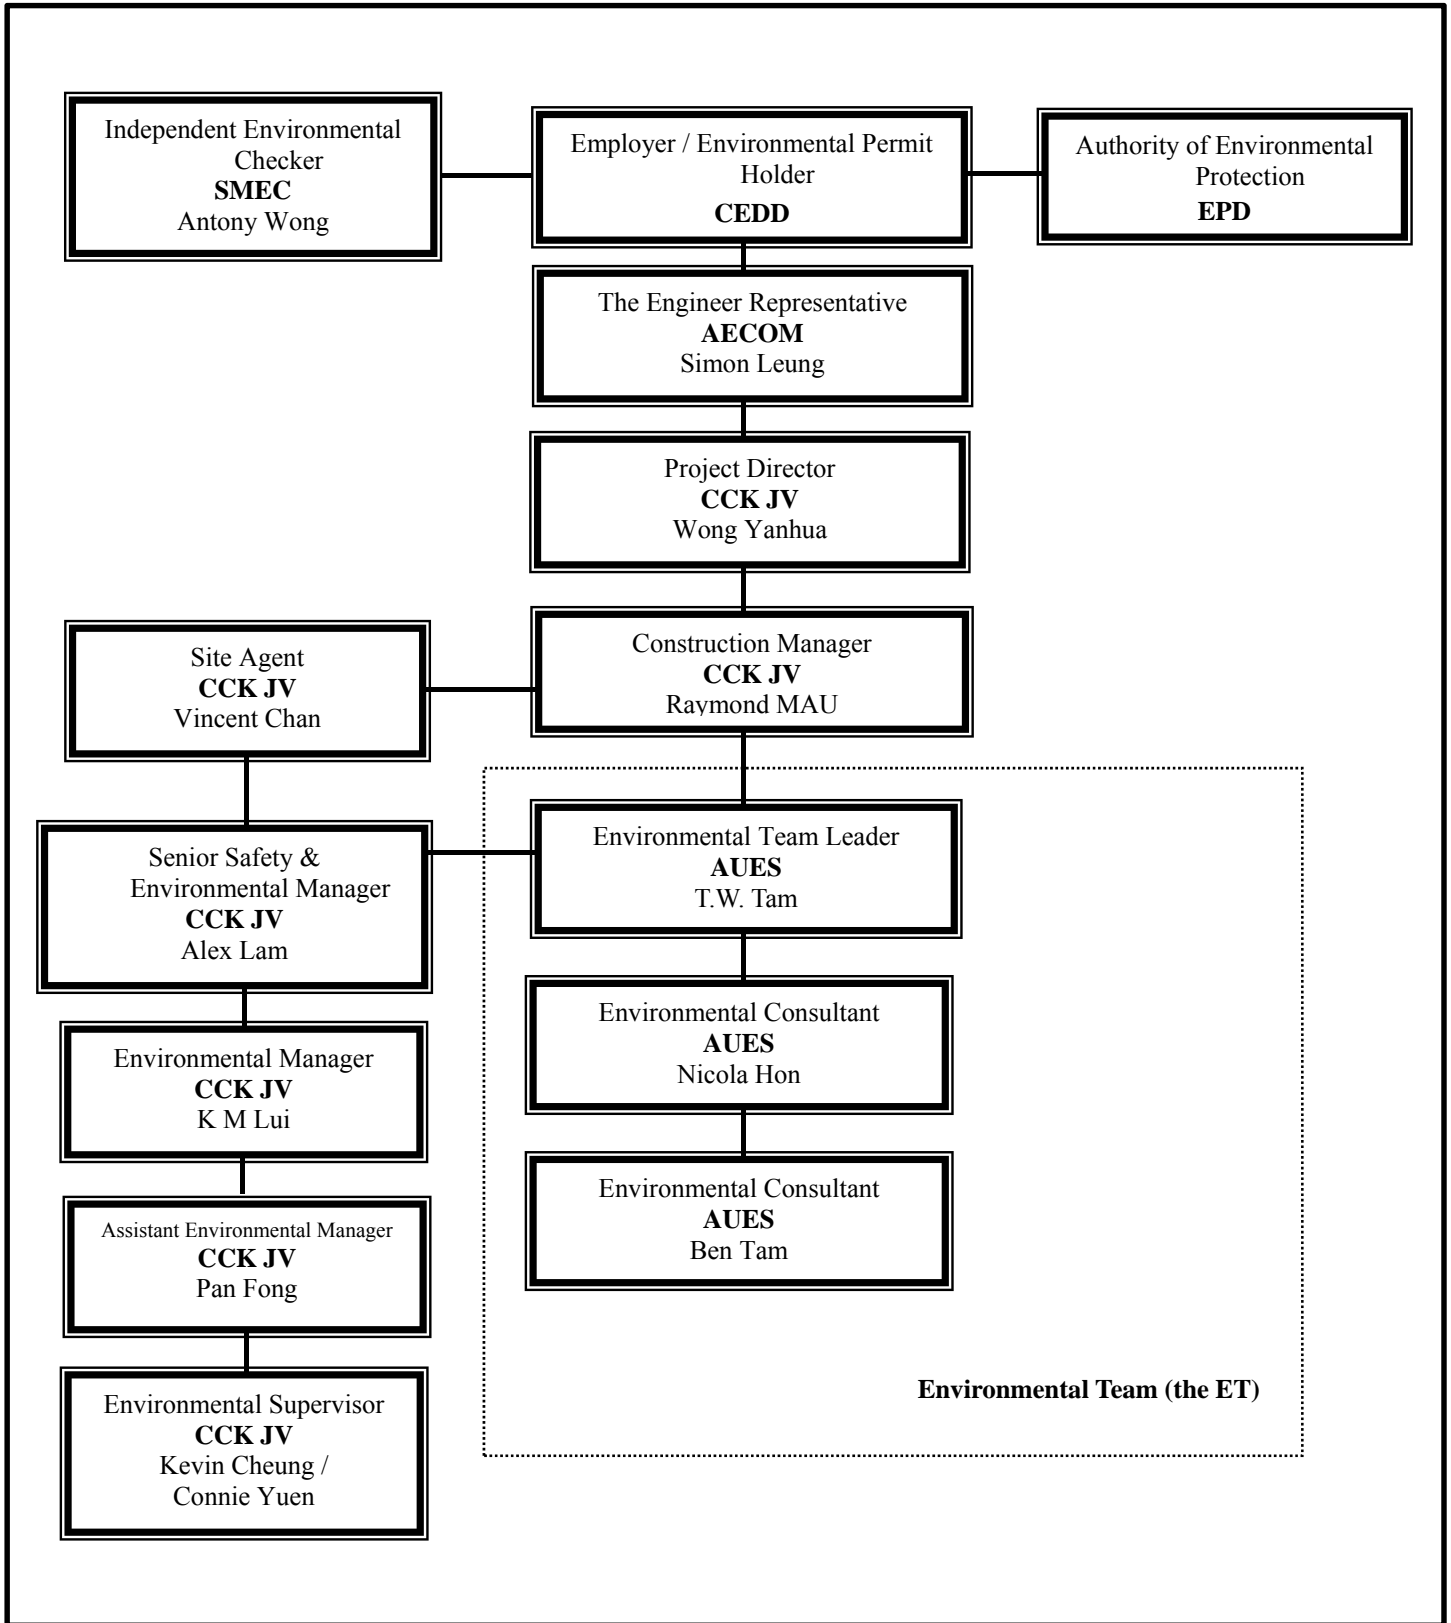 Independent Environmental
Checker
SMEC
Antony Wong
Employer / Environmental Permit
Holder
CEDD
Authority of Environmental
Protection
EPD
The Engineer Representative
AECOM
Simon Leung
Project Director
CCK JV
Wong Yanhua
Construction Manager
CCK JV
Raymond MAU
Site Agent
CCK JV
Vincent Chan
Senior Safety &
Environmental Manager
CCK JV
Alex Lam
Environmental Team Leader
AUES
T.W. Tam
Environmental Manager
CCK JV
K M Lui
Environmental Consultant
AUES
Nicola Hon
Assistant Environmental Manager
CCK JV
Pan Fong
Environmental Consultant
AUES
Ben Tam
Environmental Supervisor
CCK JV
Kevin Cheung /
Connie Yuen
Environmental Team (the ET)